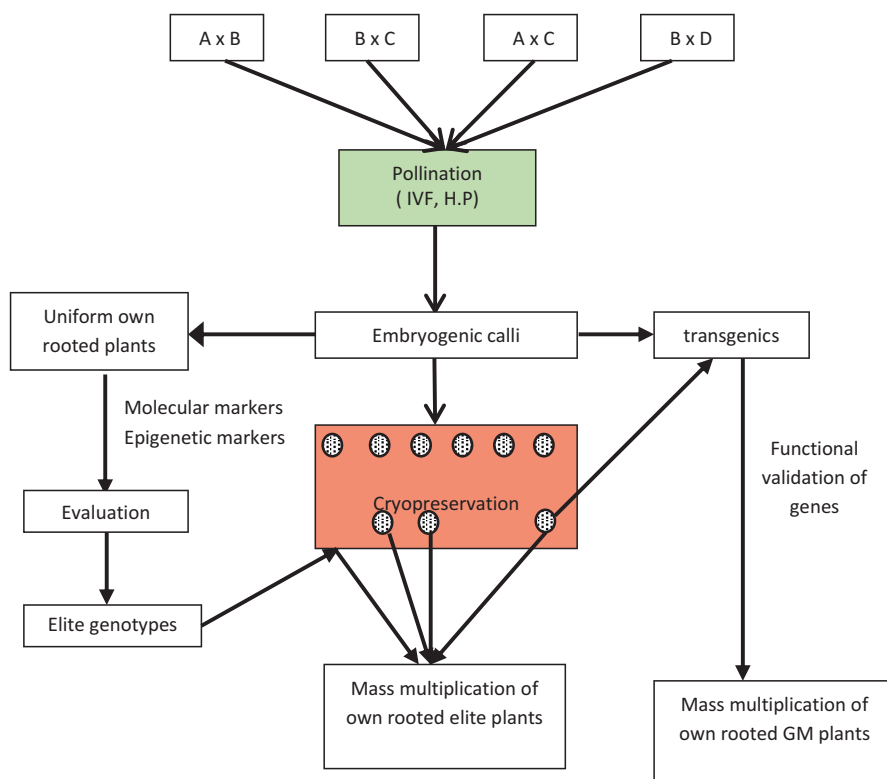 A x B
B x C
A x C
B x D
Pollination
( IVF, H.P)
Uniform own
rooted plants
Embryogenic calli
transgenics
Molecular markers
Epigenetic markers
Functional
validation of
genes
Cryopreservation
Evaluation
Elite genotypes
Mass multiplication of
own rooted elite plants
Mass multiplication of
own rooted GM plants